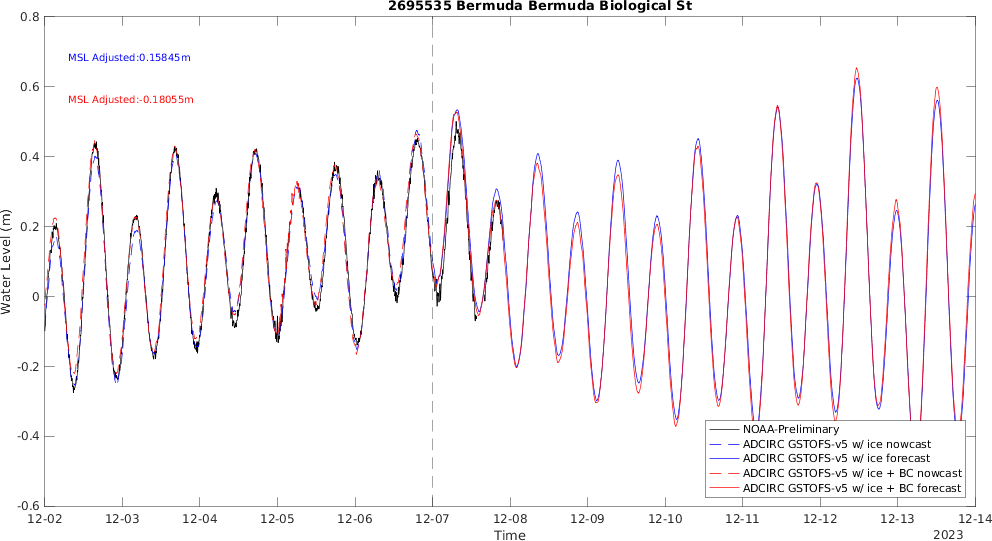 2695535 Bermuda Bermuda Biological St
MSL Adjusted:0.15845m
MSL Adjusted:-0.18055m
Water Level (m)
0.8
0.6
0.4
0.2
0
-0.2
-0.4
-0.6
NOAA-Preliminary
ADCIRC GSTOFS-v5 w/ ice nowcast
ADCIRC GSTOFS-v5 w/ ice forecast
ADCIRC GSTOFS-v5 w/ ice + BC nowcast
ADCIRC GSTOFS-v5 w/ ice + BC forecast
12-02 12-03 12-04 12-05 12-06 12-07 12-08 12-09 12-10 12-11 12-12 12-13 12-14
Time
2023